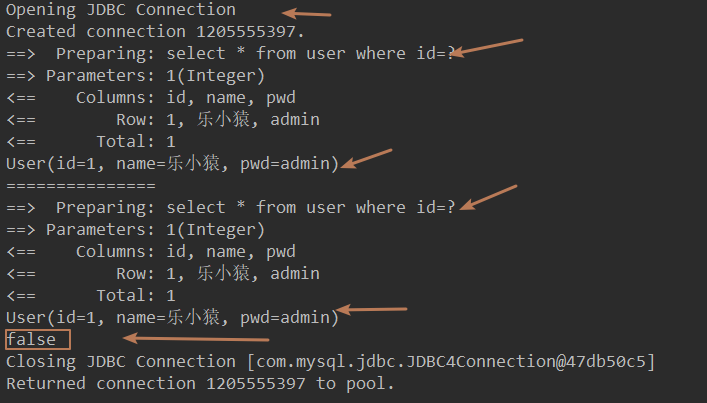 Opening JDBC Connection
Created connection 1205555397.
==>  Preparing: select * from user where id=?
==> Parameters: 1(Integer)
<==    Columns: id, name, pwd
<==        Row: 1, 乐小猿, admin
<==      Total: 1
User(id=1, name=乐小猿, pwd=admin)
===============
==>  Preparing: select * from user where id=?
==> Parameters: 1(Integer)
<==    Columns: id, name, pwd
<==        Row: 1, 乐小猿, admin
<==      Total: 1
User(id=1, name=乐小猿, pwd=admin)
false
Closing JDBC Connection [com.mysql.jdbc.JDBC4Connection@47db50c5]
Returned connection 1205555397 to pool.